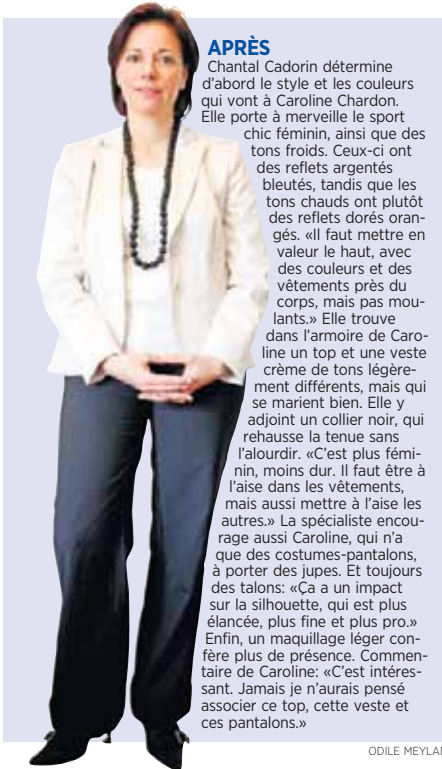 APRÈS
Chantal Cadorin détermine
d'abord le style et les couleurs
qui vont à Caroline Chardon.
Elle porte à merveille le sport
chic féminin, ainsi que des
tons froids. Ceux-ci ont
des reflets argentés
bleutés, tandis que les
tons chauds ont plutôt
des reflets dorés oran-
gés. «Il faut mettre en
valeur le haut, avec
des couleurs et des
vêtements près du
corps, mais pas mou-
lants.» Elle trouve
dans l'armoire de Caro-
line un top et une veste
crème de tons légère-
ment différents, mais qui
se marient bien. Elle y
adjoint un collier noir, qui
rehausse la tenue sans
l'alourdir. «C'est plus fémi-
nin, moins dur. Il faut être à
l'aise dans les vêtements,
mais aussi mettre à l'aise les
autres.» La spécialiste encou-
rage aussi Caroline, qui n'a
que des costumes-pantalons,
à porter des jupes. Et toujours
des talons: «Ça a un impact
sur la silhouette, qui est plus
élancée, plus fine et plus pro.»
Enfin, un maquillage léger con-
fère plus de présence. Commen-
taire de Caroline: «C'est intéres-
sant. Jamais je n'aurais pensé
associer ce top, cette veste et
ces pantalons.»
ODILE MEYLAN